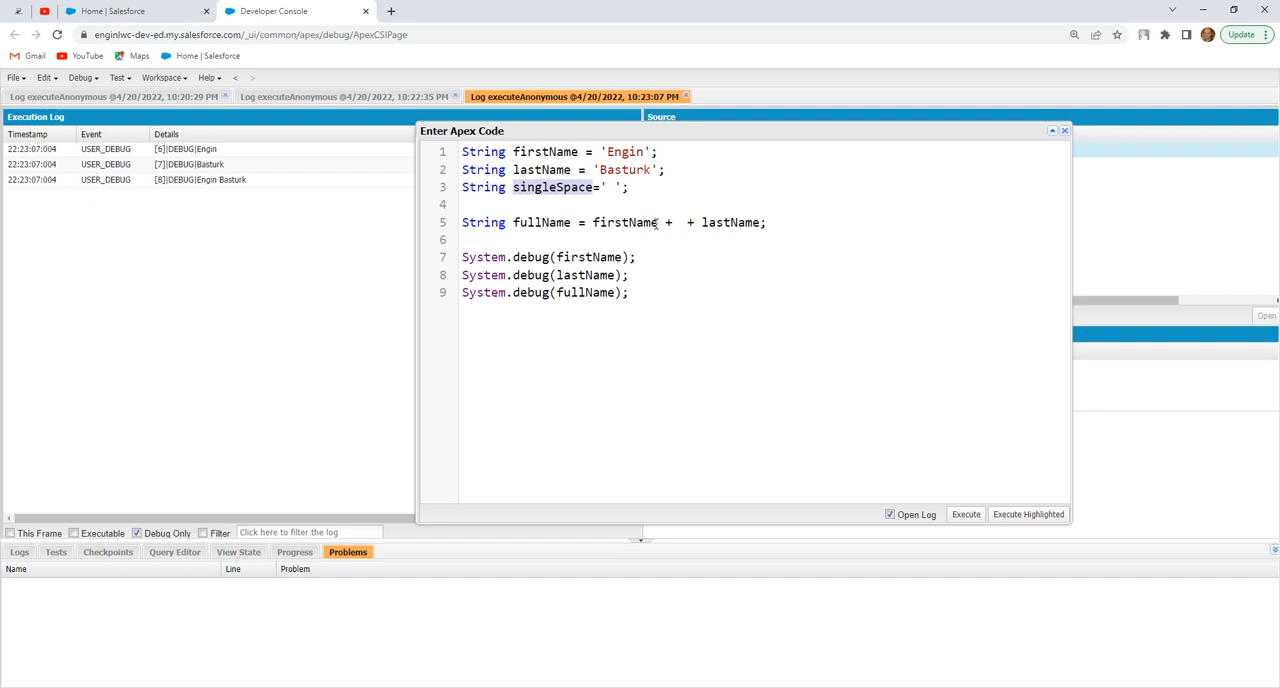 Home | Salesforce
Developer Console
enginlwc-dev-ed.my.salesforce.com/_ui/common/apex/debug/ApexCSIPage
Update
Gmail YouTube Maps Home | Salesforce
File Edit Debug Test Workspace Help < >
Log executeAnonymous @4/20/2022, 10:20:29 PM Log executeAnonymous @4/20/2022, 10:22:35 PM Log executeAnonymous @4/20/2022, 10:23:07 PM
Execution Log Source
Timestamp Event Details
22:23:07:004 USER_DEBUG [6]|DEBUG|Engin
22:23:07:004 USER_DEBUG [7]|DEBUG|Basturk
22:23:07:004 USER_DEBUG [8]|DEBUG|Engin Basturk
Enter Apex Code
1 String firstName = 'Engin';
2 String lastName = 'Basturk';
3 String singleSpace=' ';
4
5 String fullName = firstName +  + lastName;
6
7 System.debug(firstName);
8 System.debug(lastName);
9 System.debug(fullName);
Open
Open Log Execute Execute Highlighted
This Frame Executable Debug Only Filter Click here to filter the log
Logs Tests Checkpoints Query Editor View State Progress Problems
Name Line Problem